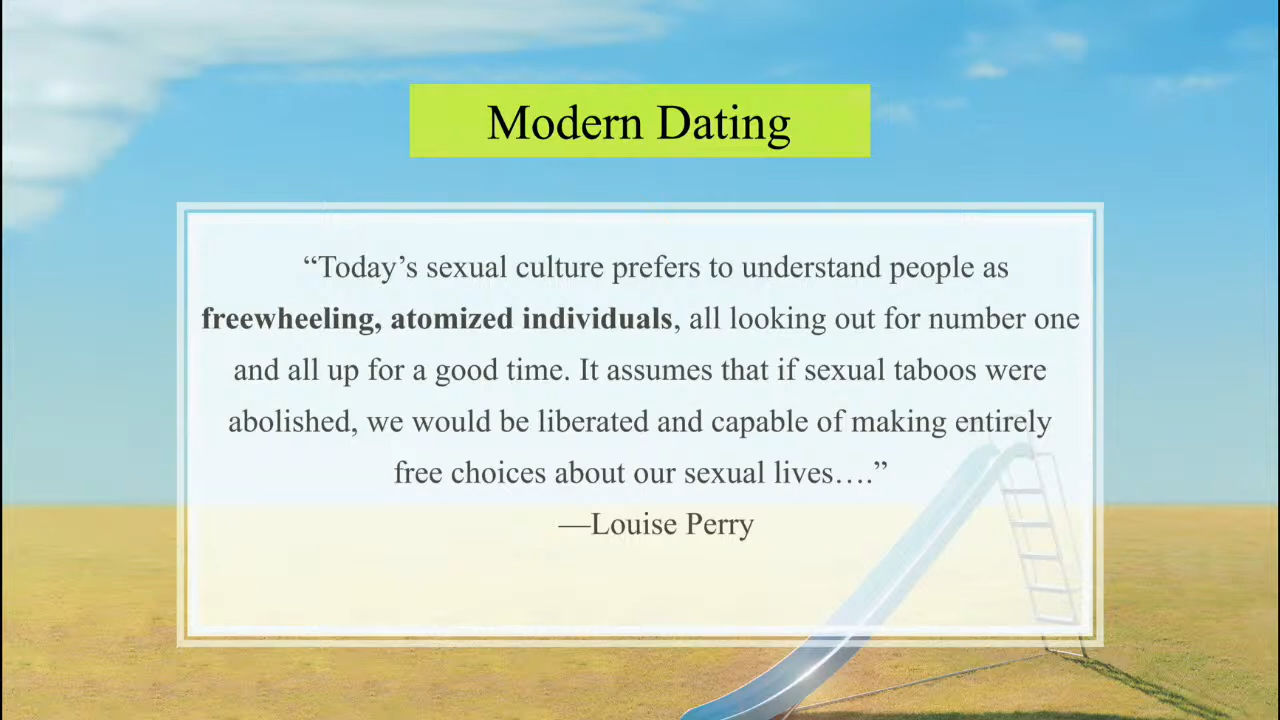 Modern Dating
“Today’s sexual culture prefers to understand people as
freewheeling, atomized individuals, all looking out for number one
and all up for a good time. It assumes that if sexual taboos were
abolished, we would be liberated and capable of making entirely
free choices about our sexual lives….”
—Louise Perry